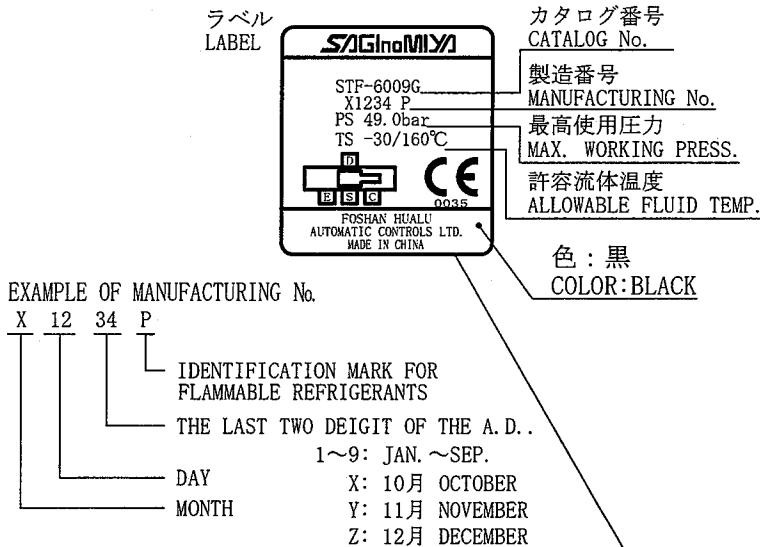 ラベル
LABEL
SAGInoMIYA
STF-6009G
X1234 P
PS 49.0bar
TS -30/160℃
D
E S C
CE
0035
FOSHAN HUALU
AUTOMATIC CONTROLS LTD.
MADE IN CHINA
カタログ番号
CATALOG No.
製造番号
MANUFACTURING No.
最高使用圧力
MAX. WORKING PRESS.
許容流体温度
ALLOWABLE FLUID TEMP.
色：黒
COLOR:BLACK
EXAMPLE OF MANUFACTURING No.
X 12 34 P
IDENTIFICATION MARK FOR
FLAMMABLE REFRIGERANTS
THE LAST TWO DEIGIT OF THE A.D..
DAY
MONTH
1～9: JAN.～SEP.
X: 10月 OCTOBER
Y: 11月 NOVEMBER
Z: 12月 DECEMBER